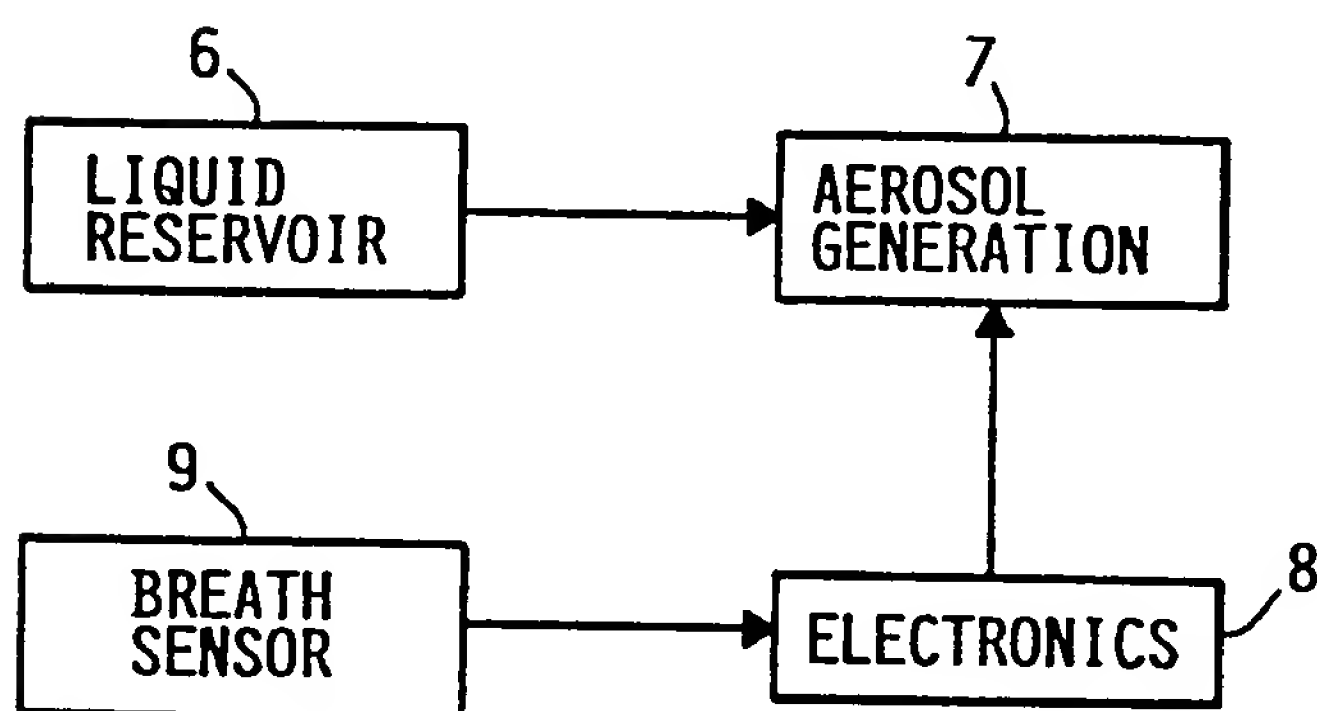 6
7
LIQUID
RESERVOIR
AEROSOL
GENERATION
9
8
BREATH
SENSOR
ELECTRONICS